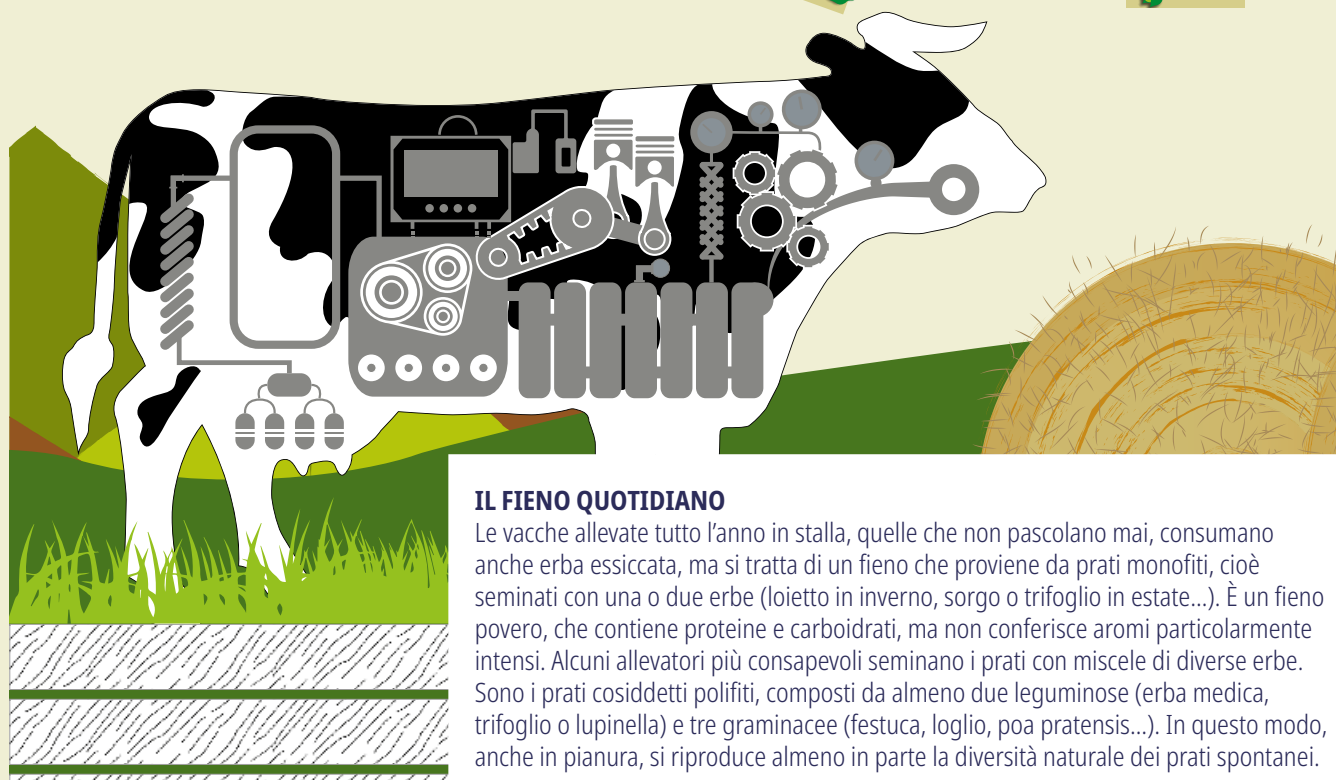 IL FIENO QUOTIDIANO
Le vacche allevate tutto l’anno in stalla, quelle che non pascolano mai, consumano
anche erba essiccata, ma si tratta di un fieno che proviene da prati monofiti, cioè
seminati con una o due erbe (loietto in inverno, sorgo o trifoglio in estate...). È un fieno
povero, che contiene proteine e carboidrati, ma non conferisce aromi particolarmente
intensi. Alcuni allevatori più consapevoli seminano i prati con miscele di diverse erbe.
Sono i prati cosiddetti polifiti, composti da almeno due leguminose (erba medica,
trifoglio o lupinella) e tre graminacee (festuca, loglio, poa pratensis...). In questo modo,
anche in pianura, si riproduce almeno in parte la diversità naturale dei prati spontanei.